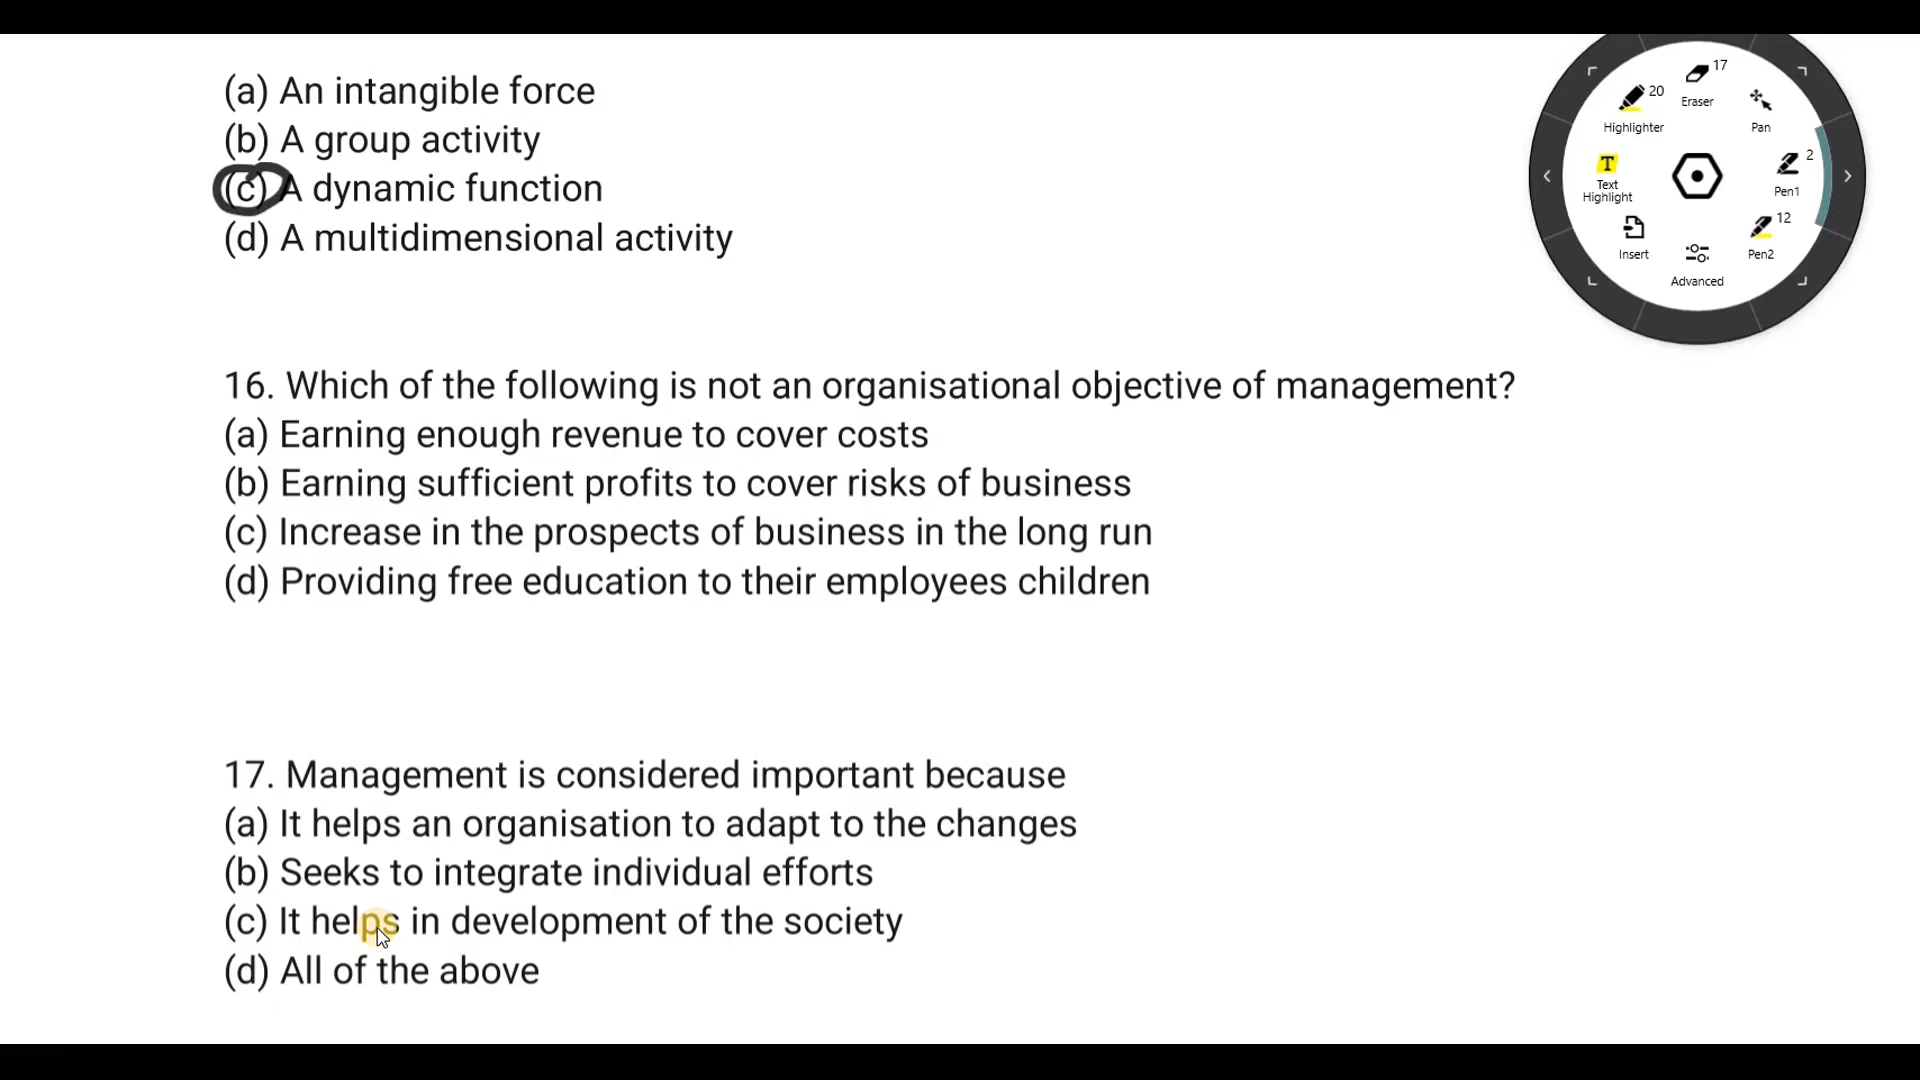 (a) An intangible force
(b) A group activity
(c) A dynamic function
(d) A multidimensional activity
16. Which of the following is not an organisational objective of management?
(a) Earning enough revenue to cover costs
(b) Earning sufficient profits to cover risks of business
(c) Increase in the prospects of business in the long run
(d) Providing free education to their employees children
17. Management is considered important because
(a) It helps an organisation to adapt to the changes
(b) Seeks to integrate individual efforts
(c) It helps in development of the society
(d) All of the above
17
Eraser
20
Highlighter
Pan
T
Text
Highlight
2
Pen1
Insert
12
Pen2
Advanced